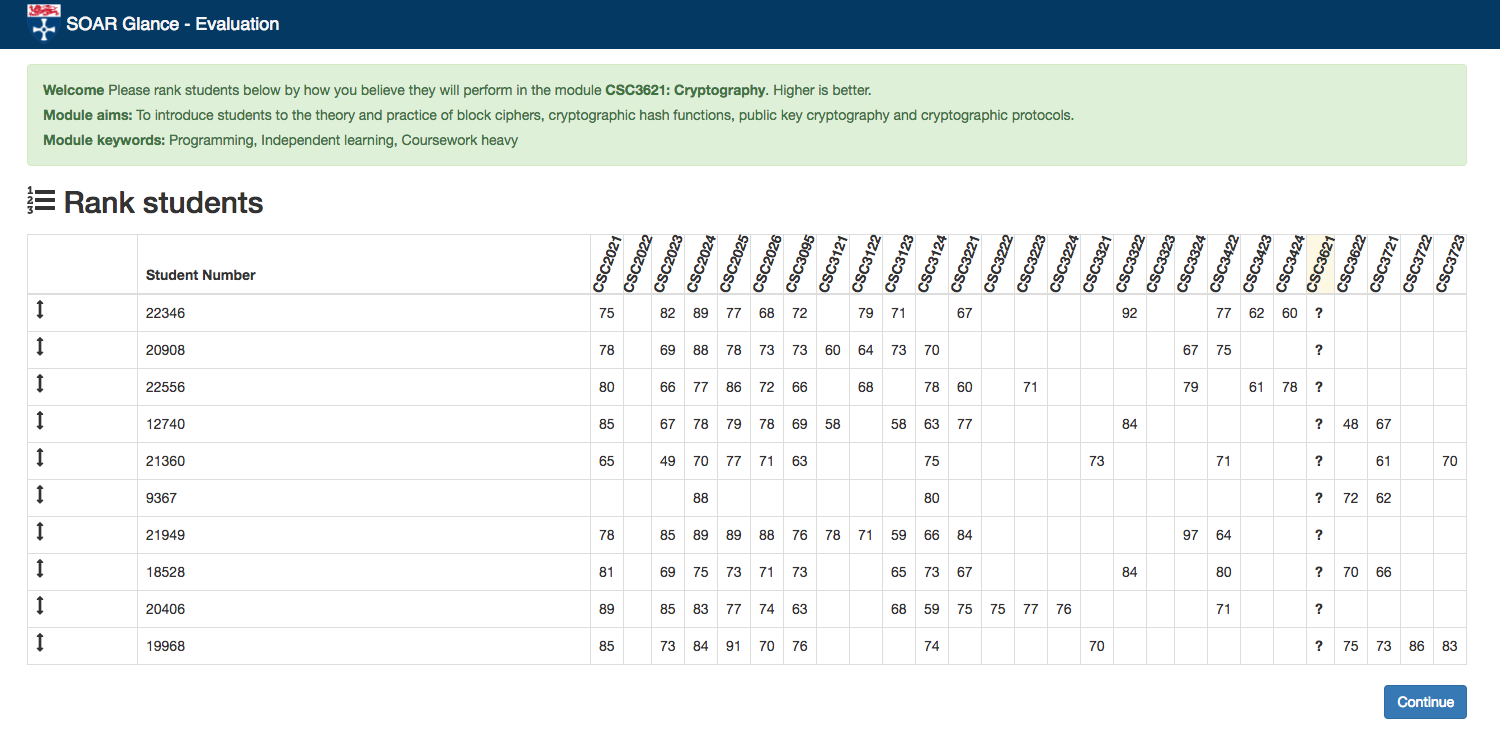 SOAR Glance - Evaluation
Welcome Please rank students below by how you believe they will perform in the module CSC3621: Cryptography. Higher is better.
Module aims: To introduce students to the theory and practice of block ciphers, cryptographic hash functions, public key cryptography and cryptographic protocols.
Module keywords: Programming, Independent learning, Coursework heavy
Rank students
Student Number CSC2021 CSC2022 CSC2023 CSC2024 CSC2025 CSC2026 CSC3095 CSC3121 CSC3122 CSC3123 CSC3124 CSC3221 CSC3222 CSC3223 CSC3224 CSC3321 CSC3322 CSC3323 CSC3324 CSC3422 CSC3423 CSC3424 CSC3621 CSC3622 CSC3721 CSC3722 CSC3723
22346 75 82 89 77 68 72 79 71 67 92 77 62 60 ?
20908 78 69 88 78 73 73 60 64 73 70 67 75 ?
22556 80 66 77 86 72 66 68 78 60 71 79 61 78 ?
12740 85 67 78 79 78 69 58 58 63 77 84 ? 48 67
21360 65 49 70 77 71 63 75 73 71 ? 61 70
9367 88 80 ? 72 62
21949 78 85 89 89 88 76 78 71 59 66 84 97 64 ?
18528 81 69 75 73 71 73 65 73 67 84 80 ? 70 66
20406 89 85 83 77 74 63 68 59 75 75 77 76 71 ?
19968 85 73 84 91 70 76 74 70 ? 75 73 86 83
Continue